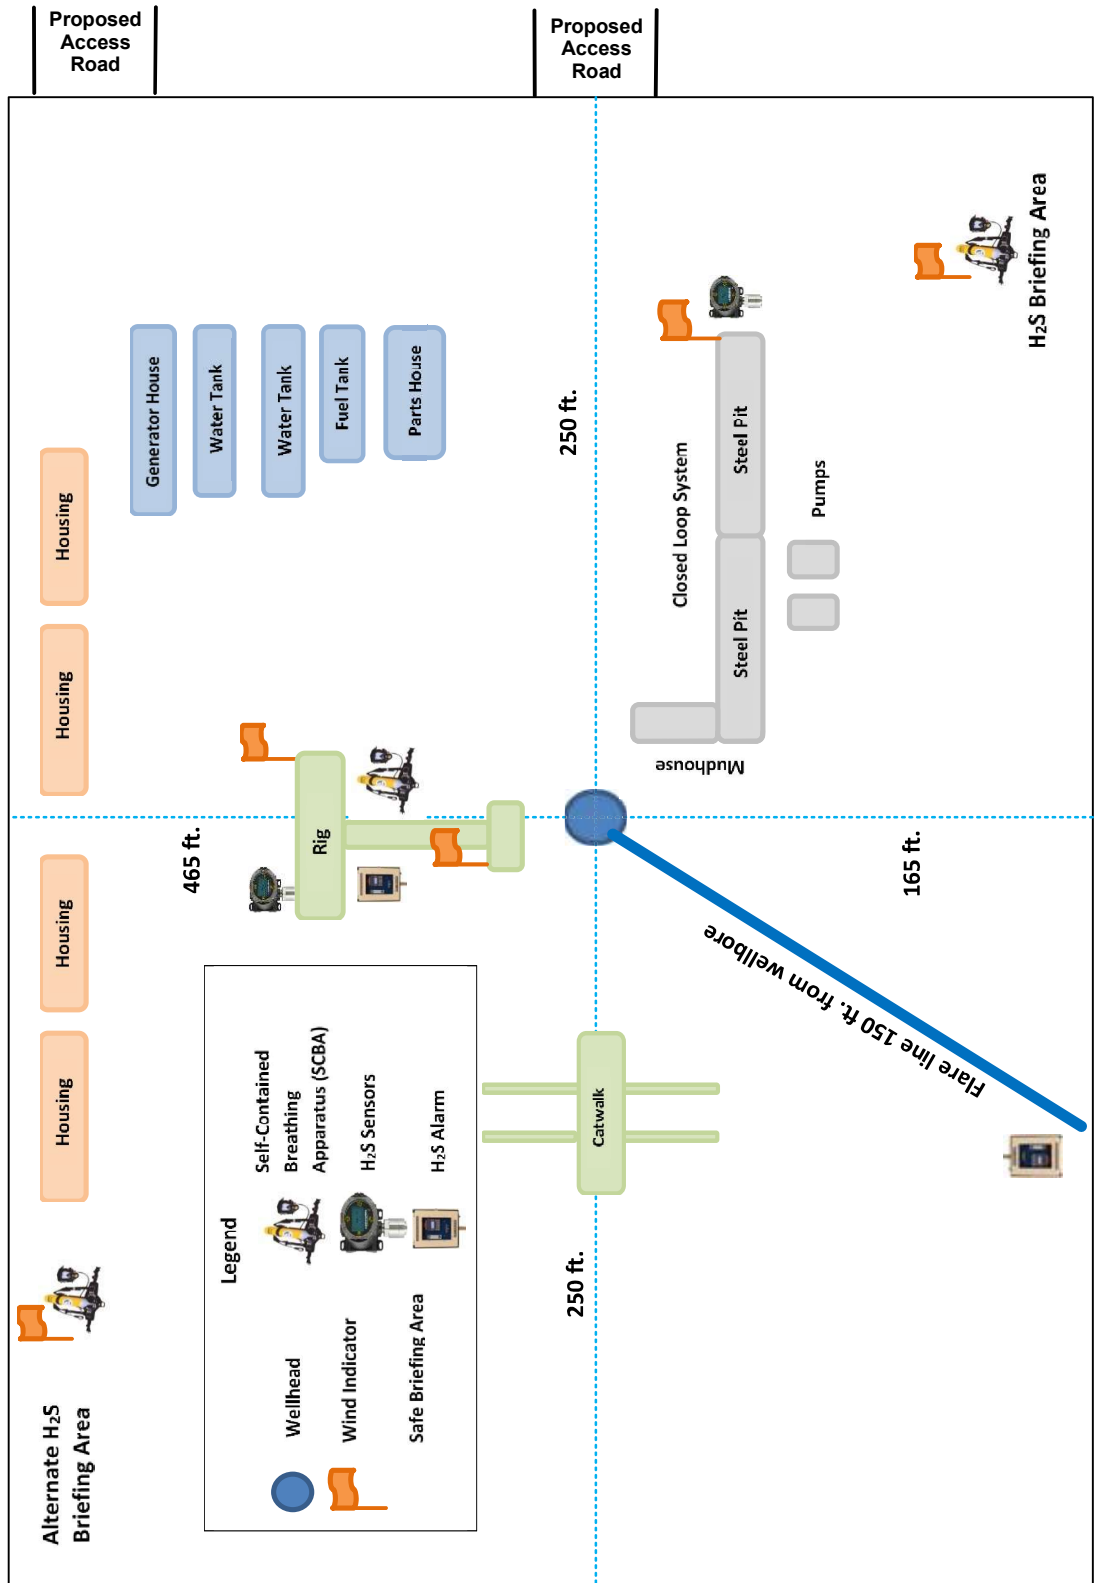 Proposed
Access
Road
Proposed
Access
Road
Housing
Housing
Housing
Housing
Generator House
Water Tank
Water Tank
Fuel Tank
Parts House
250 ft.
Closed Loop System
Steel Pit
Steel Pit
Pumps
Mudhouse
H₂S Briefing Area
465 ft.
Rig
165 ft.
Flare line 150 ft. from wellbore
Catwalk
250 ft.
Legend
Wellhead
Wind Indicator
Safe Briefing Area
Self-Contained
Breathing
Apparatus (SCBA)
H₂S Sensors
H₂S Alarm
Alternate H₂S
Briefing Area